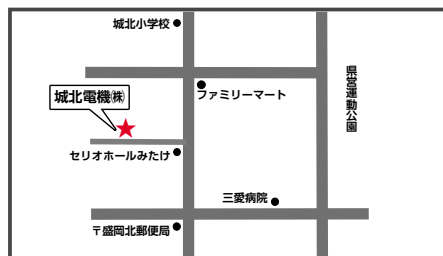 城北小学校
県営運動公園
城北電機㈱
ファミリーマート
セリオホールみたけ
三愛病院
〒盛岡北郵便局